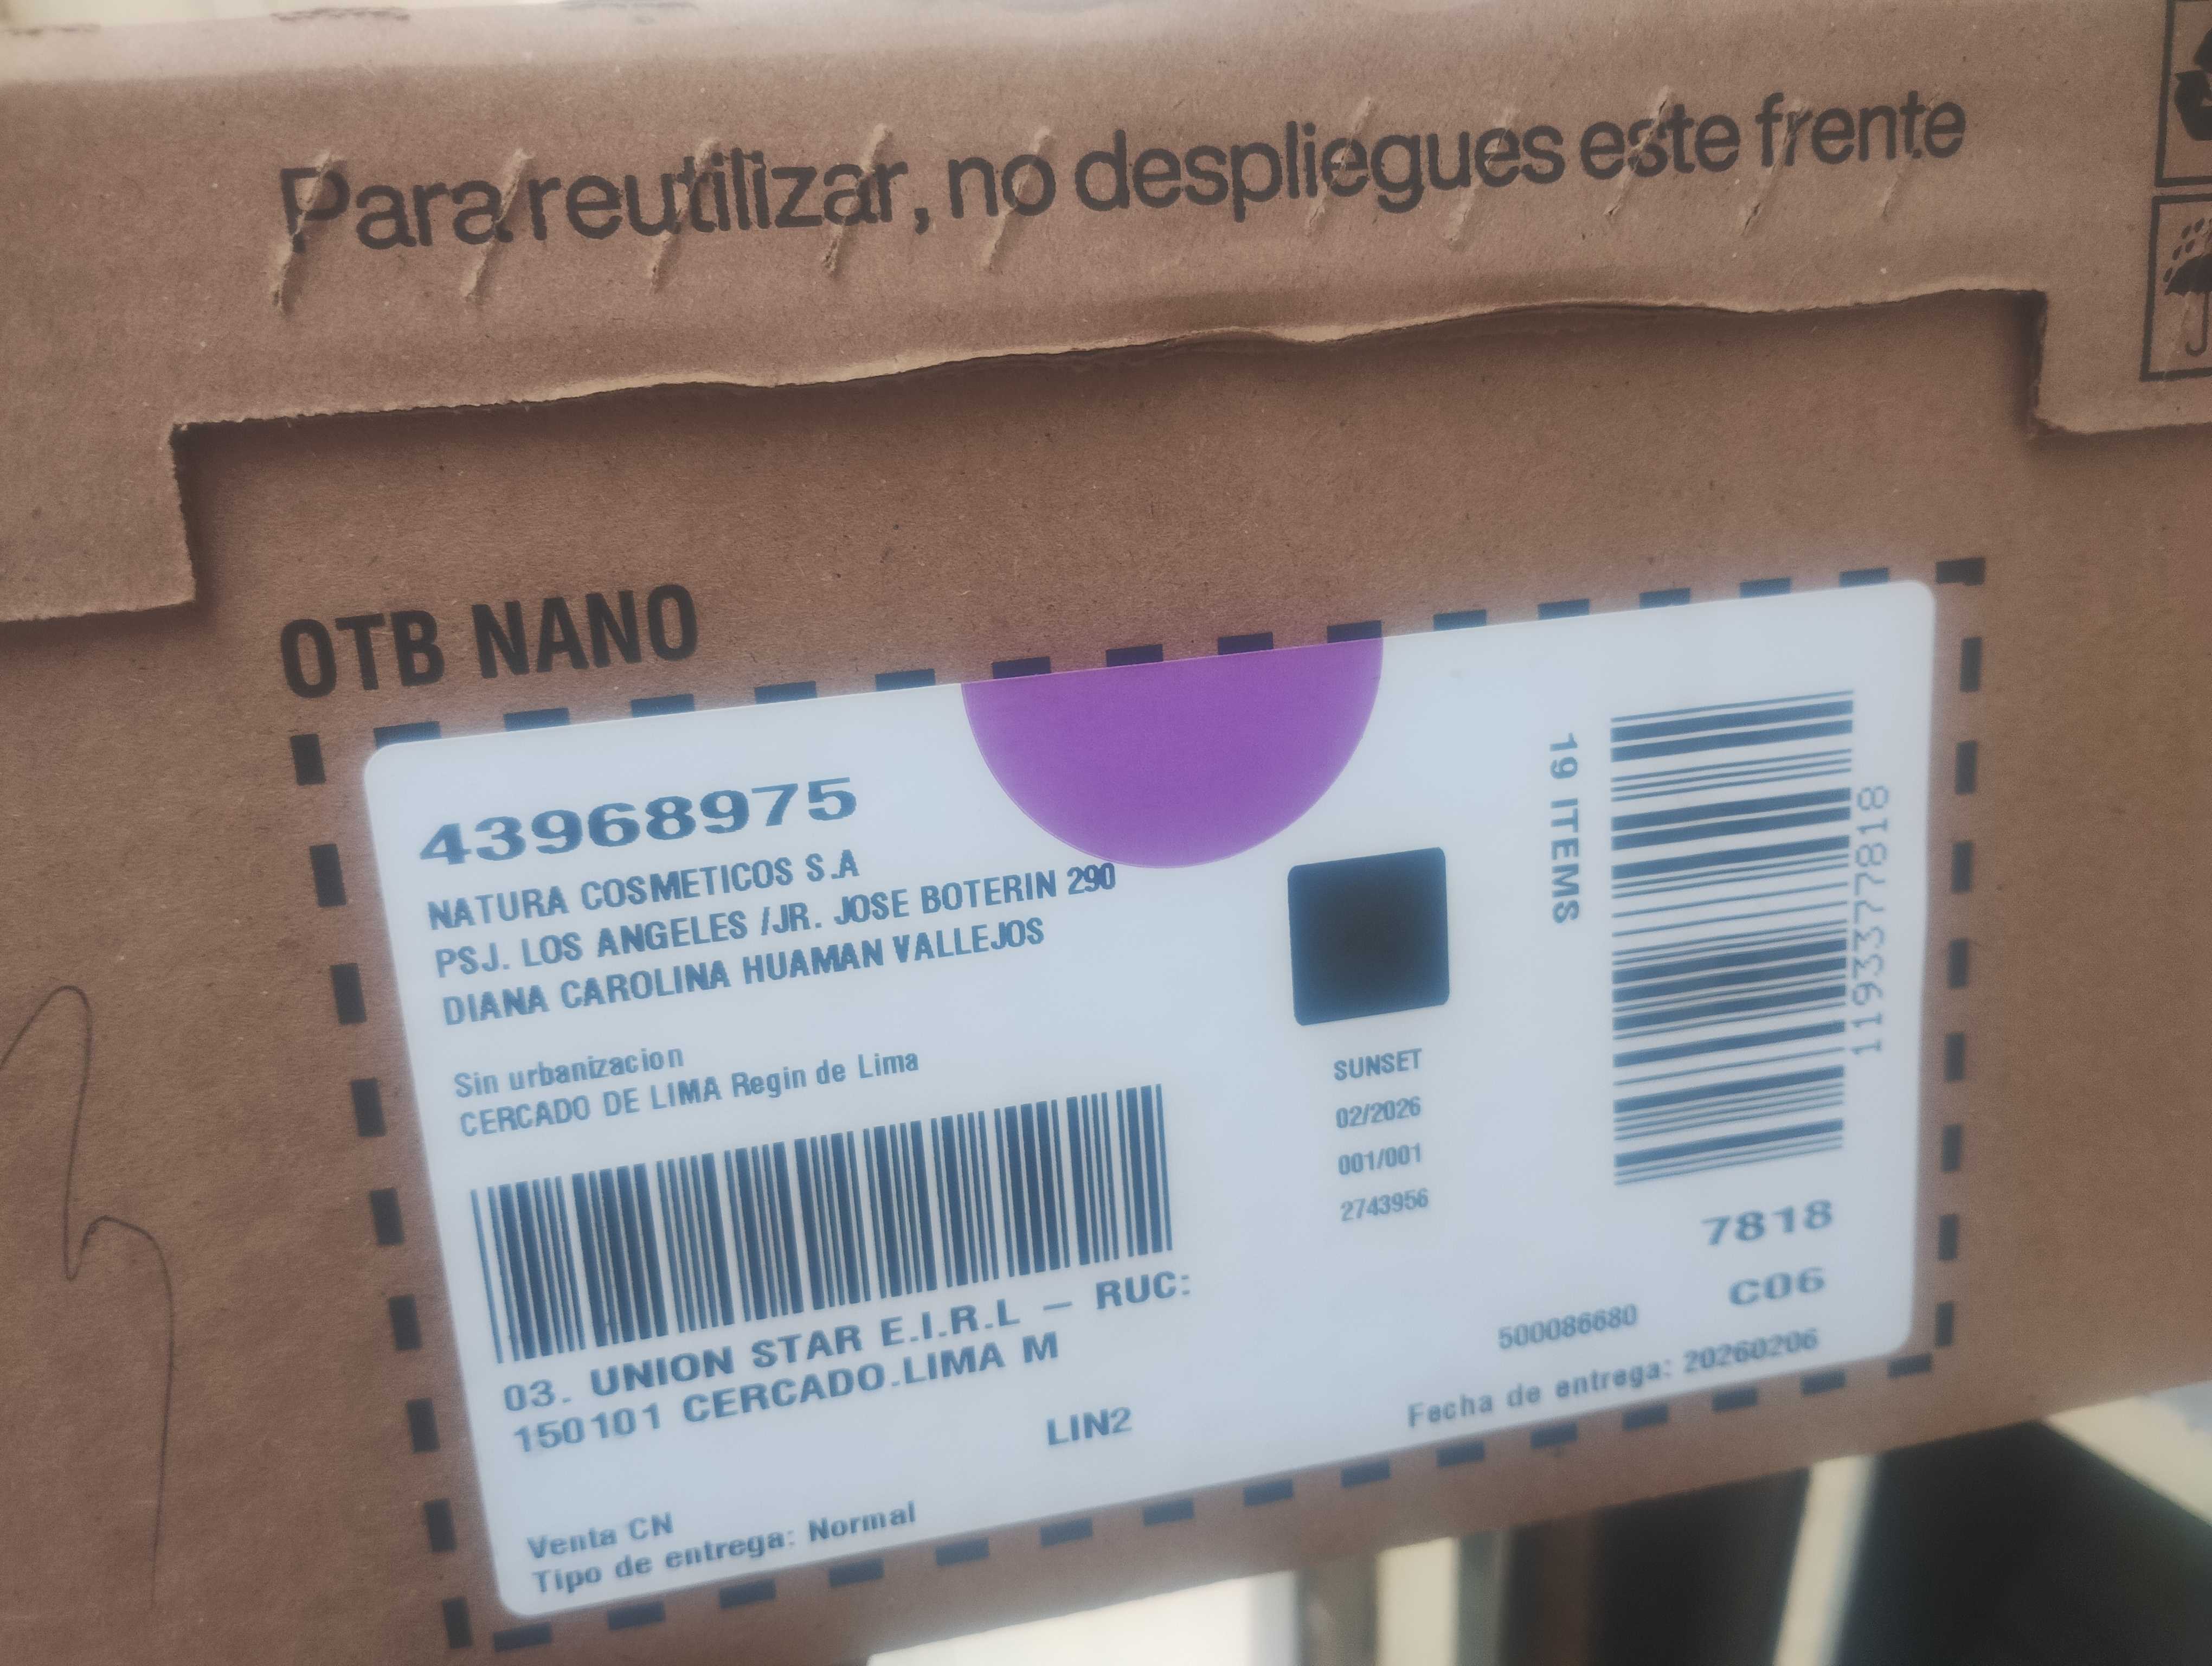 Para reutilizar, no despliegues este frente
OTB NANO
43968975
NATURA COSMETICOS S.A
PSJ. LOS ANGELES /JR. JOSE BOTERIN 290
DIANA CAROLINA HUAMAN VALLEJOS
Sin urbanizacion
CERCADO DE LIMA Regin de Lima
03. UNION STAR E.I.R.L – RUC:
150101 CERCADO.LIMA M
LIN2
Venta CN
Tipo de entrega: Normal
SUNSET
02/2026
001/001
2743956
19 ITEMS
1193377818
7818
C06
500086680
Fecha de entrega: 20260206